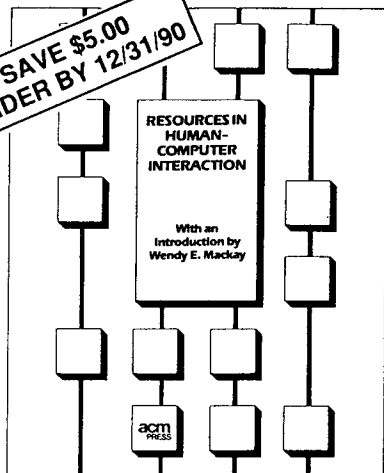 SAVE $5.00
DER BY 12/31/90
RESOURCES IN
HUMAN-
COMPUTER
INTERACTION
With an
Introduction by
Wendy E. Mackay
acm
PRESS